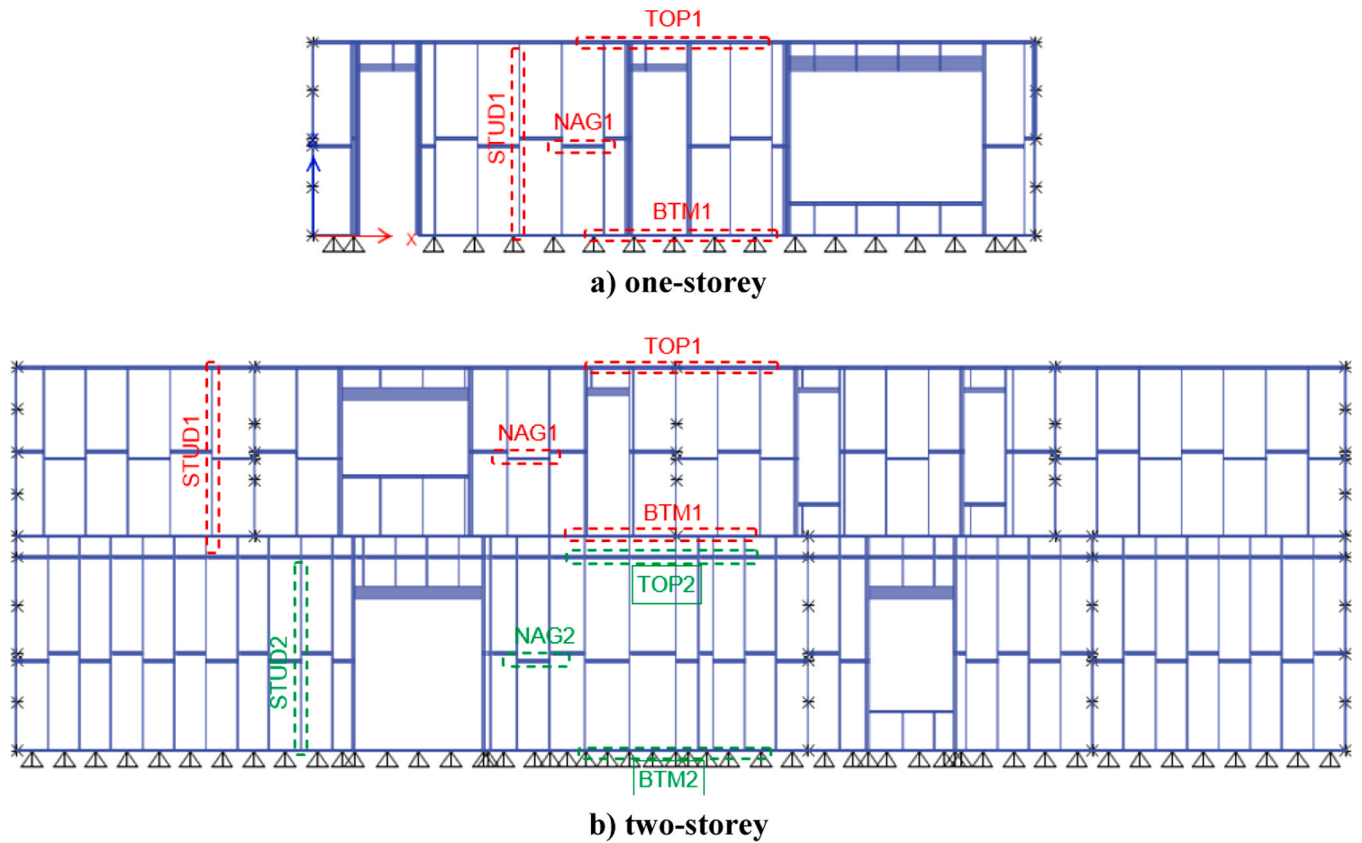 TOP1
STUD1
NAG1
BTM1
X
a) one-storey
TOP1
STUD1
NAG1
BTM1
TOP2
STUD2
NAG2
BTM2
b) two-storey